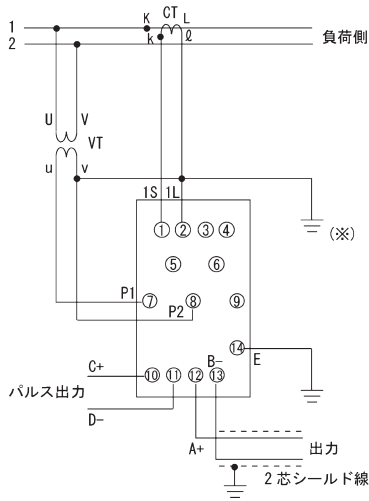 K CT L
1
2
k ℓ
負荷側
U V
VT
u v
1S 1L
(※)
① ② ③ ④
⑤ ⑥
P1 ⑦ ⑧ ⑨
P2
⑭ E
B-
C+ ⑩ ⑪ ⑫ ⑬
パルス出力
D-
A+ 出力
2芯シールド線